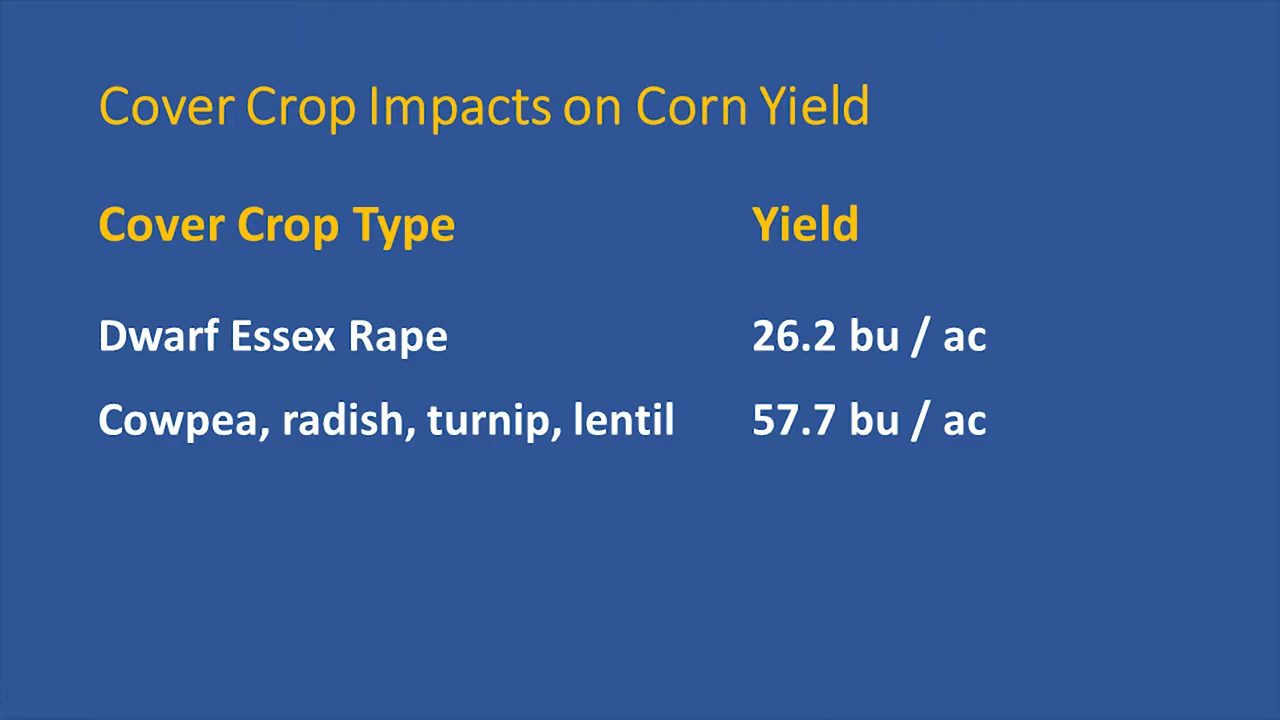 Cover Crop Impacts on Corn Yield
Cover Crop Type Yield
Dwarf Essex Rape 26.2 bu / ac
Cowpea, radish, turnip, lentil 57.7 bu / ac